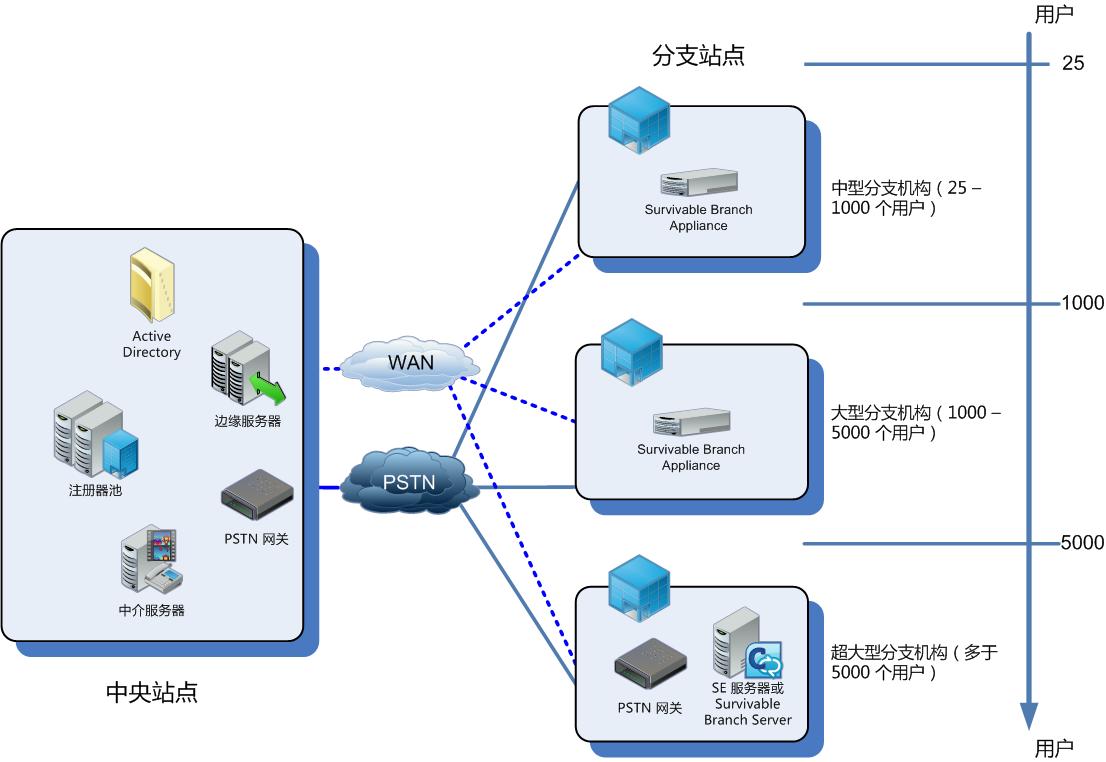 用户
分支站点
25
Survivable Branch
Appliance
中型分支机构（25 –
1000 个用户）
1000
Active
Directory
边缘服务器
注册器池
PSTN 网关
中介服务器
中央站点
WAN
PSTN
Survivable Branch
Appliance
大型分支机构（1000 –
5000 个用户）
5000
PSTN 网关
SE 服务器或
Survivable
Branch Server
超大型分支机构（多于
5000 个用户）
用户